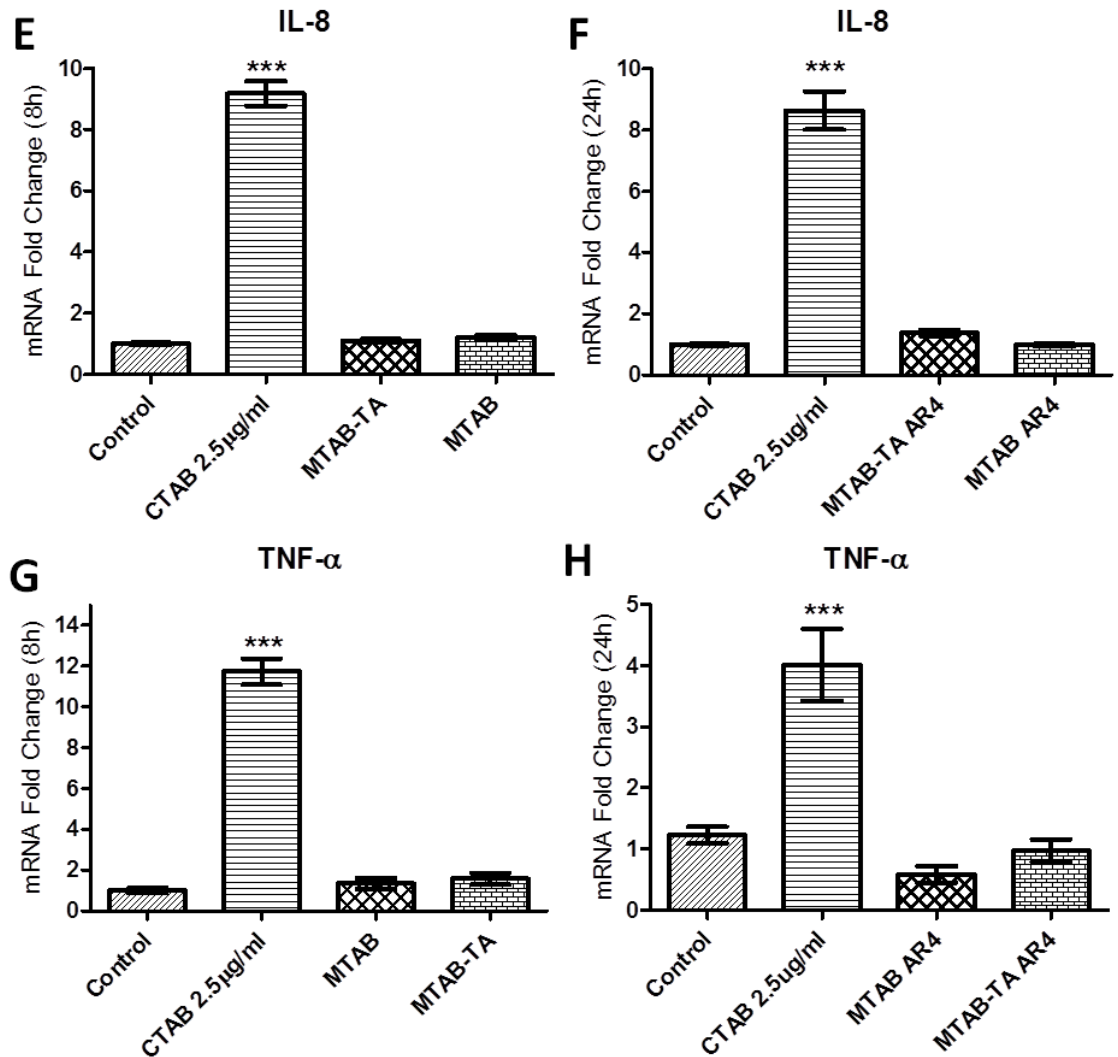 E
IL-8
mRNA Fold Change (8h)
10
8
6
4
2
0
***
Control
CTAB 2.5µg/ml
MTAB-TA
MTAB
F
IL-8
mRNA Fold Change (24h)
10
8
6
4
2
0
***
Control
CTAB 2.5ug/ml
MTAB-TA AR4
MTAB AR4
G
TNF-α
mRNA Fold Change (8h)
14
12
10
8
6
4
2
0
***
Control
CTAB 2.5µg/ml
MTAB
MTAB-TA
H
TNF-α
mRNA Fold Change (24h)
5
4
3
2
1
0
***
Control
CTAB 2.5ug/ml
MTAB AR4
MTAB-TA AR4